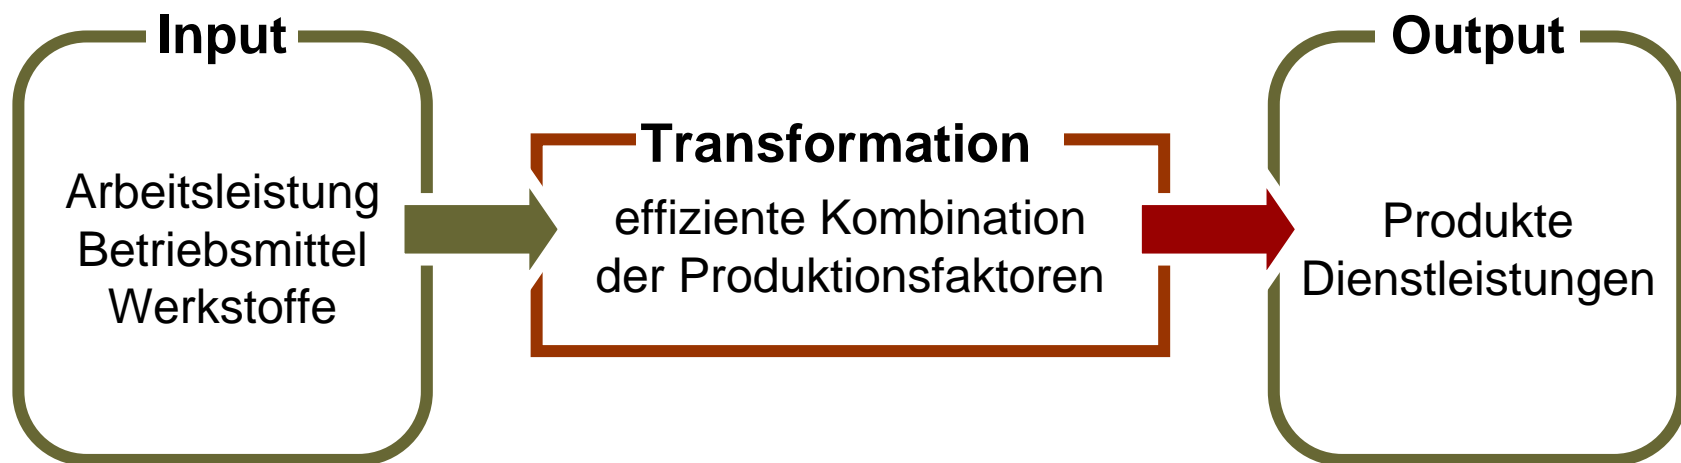 Input
Arbeitsleistung
Betriebsmittel
Werkstoffe
Transformation
effiziente Kombination
der Produktionsfaktoren
Output
Produkte
Dienstleistungen